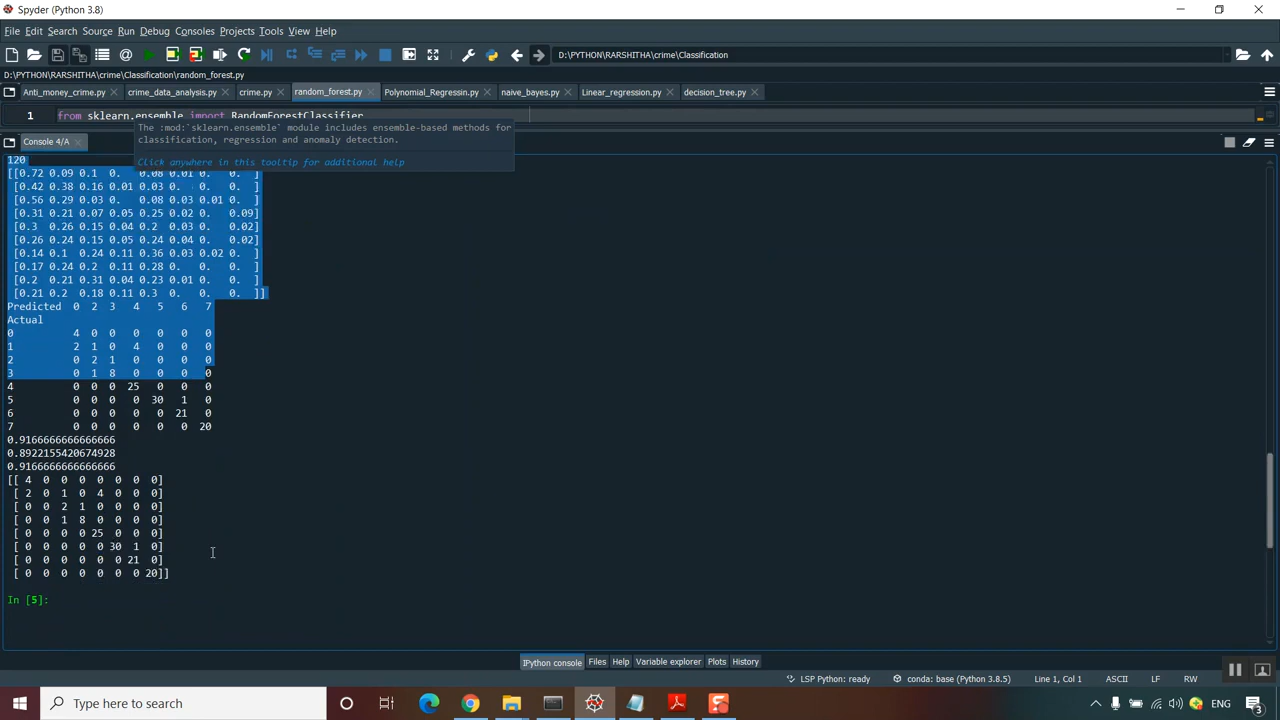 Spyder (Python 3.8)
File Edit Search Source Run Debug Consoles Projects Tools View Help
D:\PYTHON\RARSHITHA\crime\Classification
D:\PYTHON\RARSHITHA\crime\Classification\random_forest.py
Anti_money_crime.py crime_data_analysis.py crime.py random_forest.py Polynomial_Regressin.py naive_bayes.py Linear_regression.py decision_tree.py
1 from sklearn.ensemble import RandomForestClassifier
The :mod:`sklearn.ensemble` module includes ensemble-based methods for
classification, regression and anomaly detection.
Click anywhere in this tooltip for additional help
Console 4/A
120
[[0.72 0.09 0.1 0. 0.08 0.01 0. 0. ]
[0.42 0.38 0.16 0.01 0.03 0. 0. 0. ]
[0.56 0.29 0.03 0. 0.08 0.03 0.01 0. ]
[0.31 0.21 0.07 0.05 0.25 0.02 0. 0.09]
[0.3 0.26 0.15 0.04 0.2 0.03 0. 0.02]
[0.26 0.24 0.15 0.05 0.24 0.04 0. 0.02]
[0.14 0.1 0.24 0.11 0.36 0.03 0.02 0. ]
[0.17 0.24 0.2 0.11 0.28 0. 0. 0. ]
[0.2 0.21 0.31 0.04 0.23 0.01 0. 0. ]
[0.21 0.2 0.18 0.11 0.3 0. 0. 0. ]]
Predicted 0 2 3 4 5 6 7
Actual
0 4 0 0 0 0 0 0
1 2 1 0 4 0 0 0
2 0 2 1 0 0 0 0
3 0 1 8 0 0 0 0
4 0 0 0 25 0 0 0
5 0 0 0 0 30 1 0
6 0 0 0 0 0 21 0
7 0 0 0 0 0 0 20
0.9166666666666666
0.8922155420674928
0.9166666666666666
[[ 4 0 0 0 0 0 0 0]
[ 2 0 1 0 4 0 0 0]
[ 0 0 2 1 0 0 0 0]
[ 0 0 1 8 0 0 0 0]
[ 0 0 0 0 25 0 0 0]
[ 0 0 0 0 0 30 1 0]
[ 0 0 0 0 0 0 21 0]
[ 0 0 0 0 0 0 0 20]]
In [5]:
IPython console Files Help Variable explorer Plots History
LSP Python: ready conda: base (Python 3.8.5) Line 1, Col 1 ASCII LF RW
Type here to search ENG 3